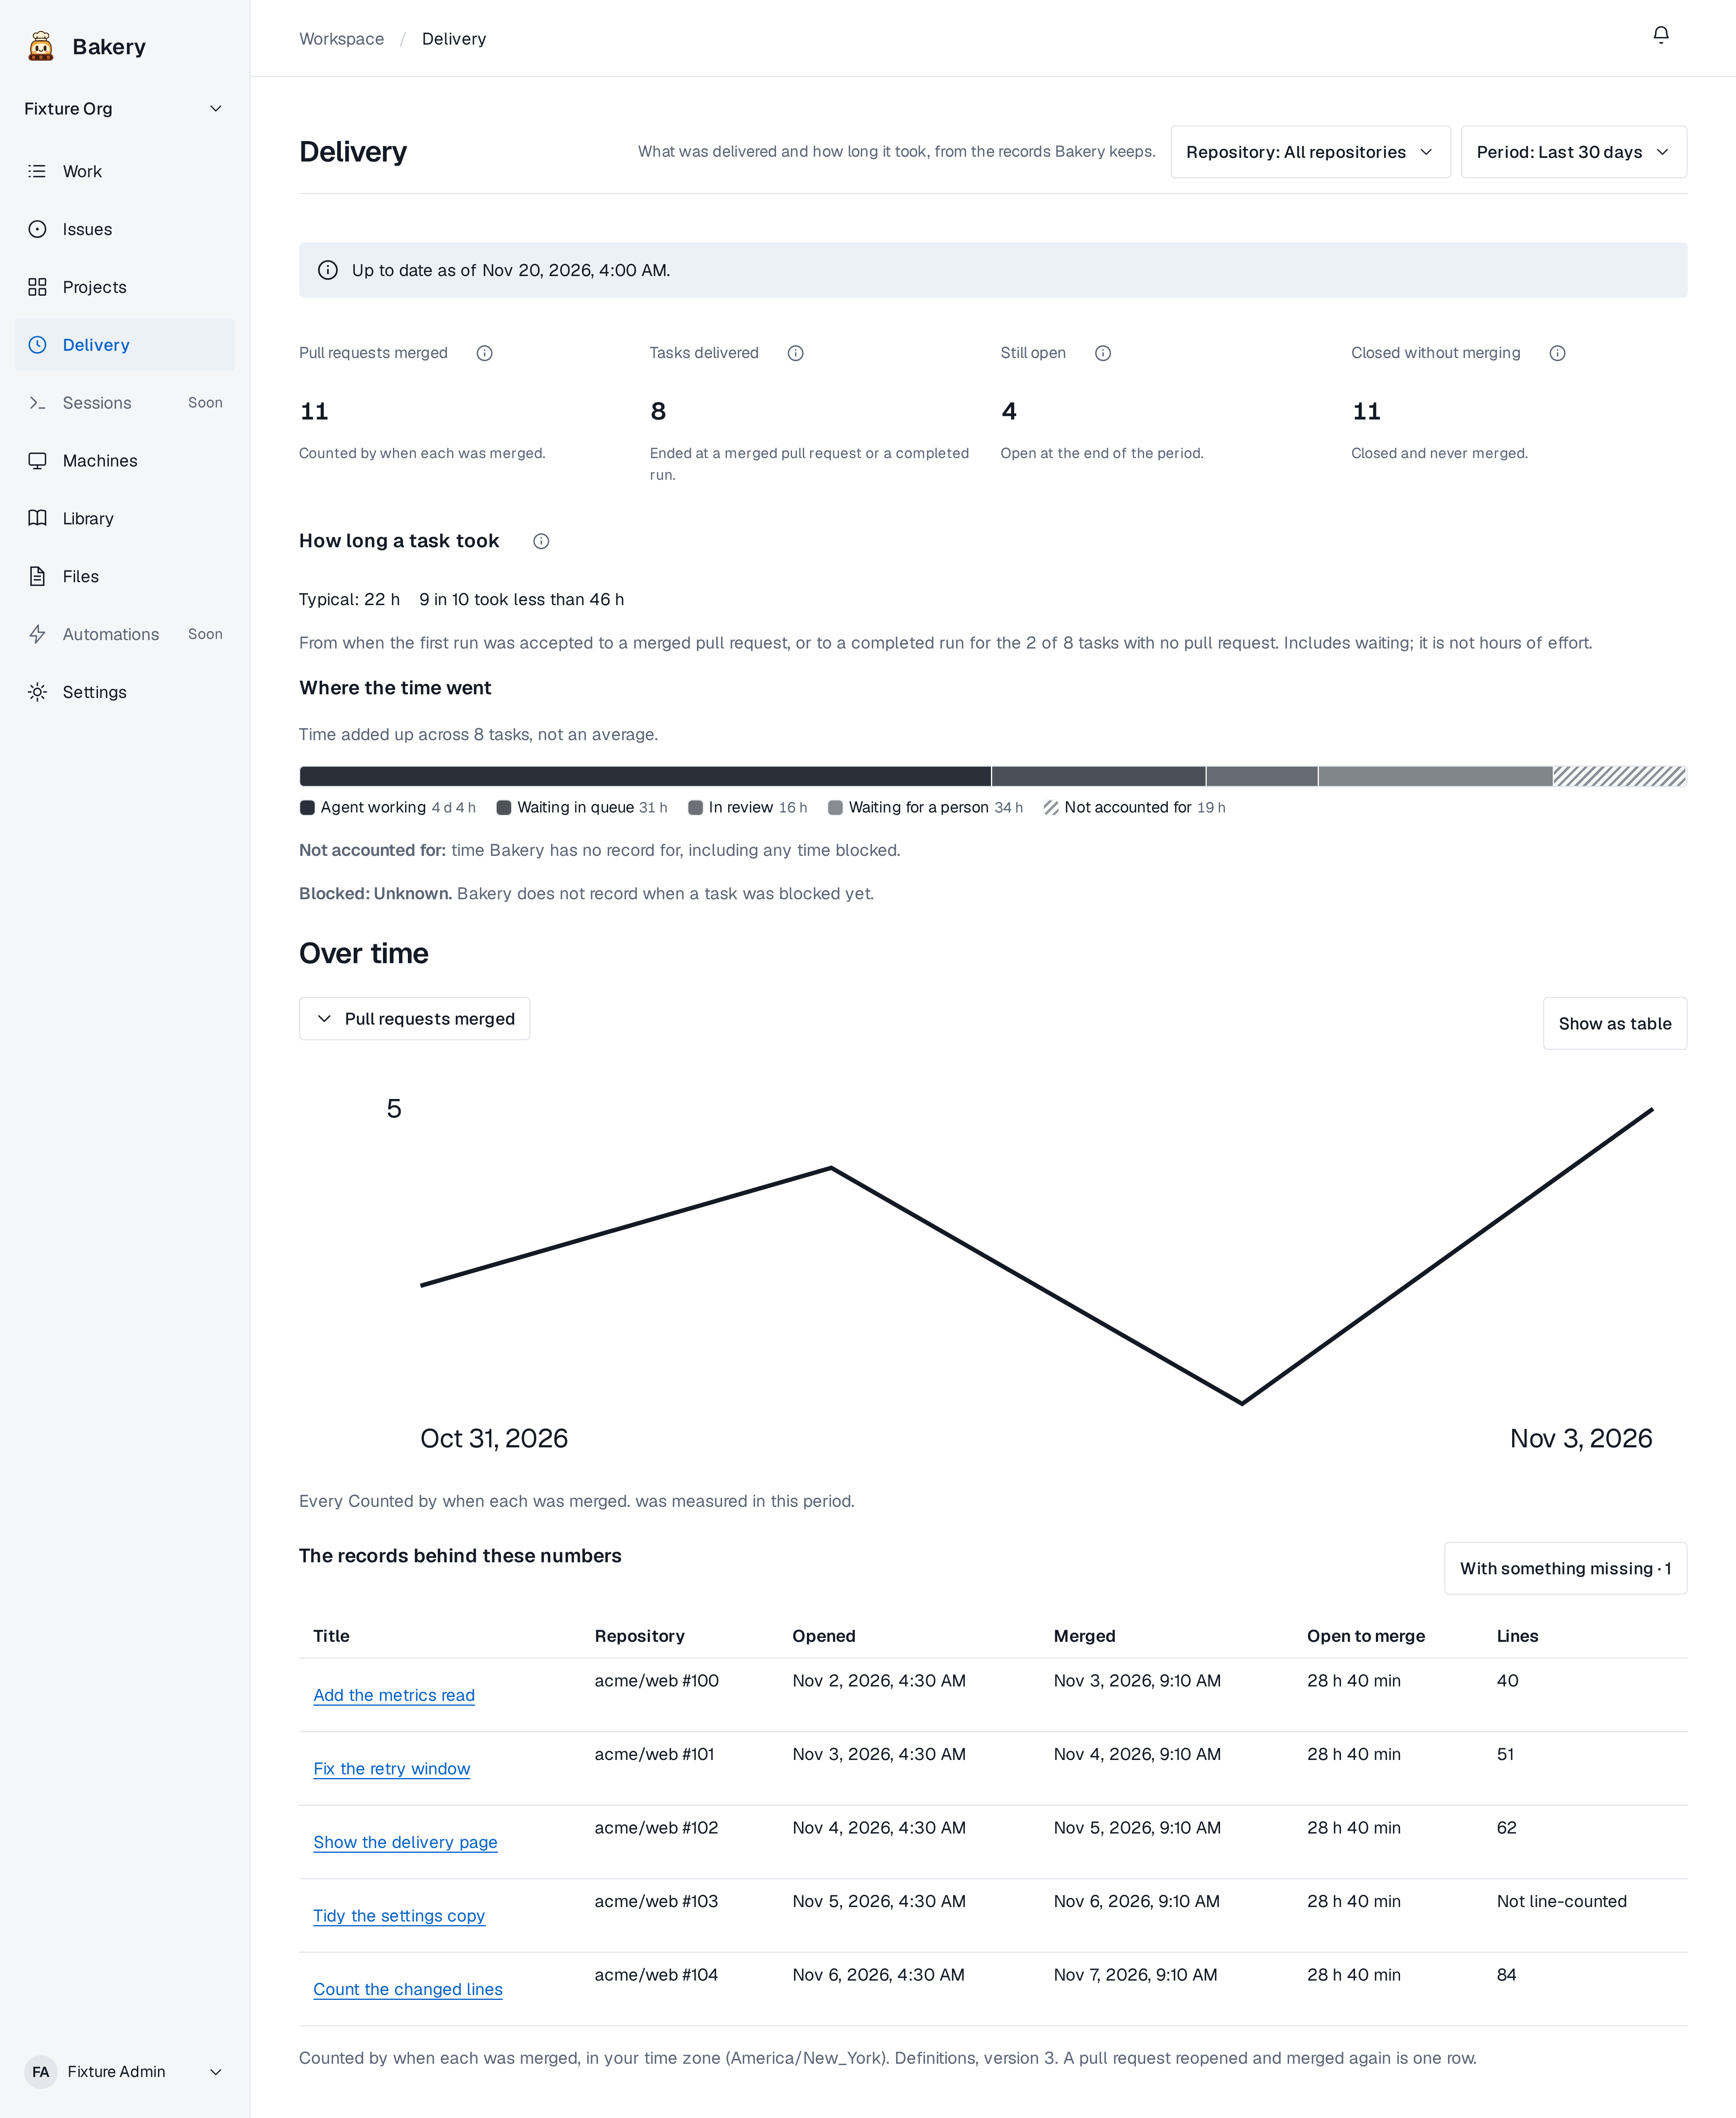 Bakery
Fixture Org
Work
Issues
Projects
Delivery
Sessions Soon
Machines
Library
Files
Automations Soon
Settings
FA Fixture Admin
Workspace / Delivery
Delivery
What was delivered and how long it took, from the records Bakery keeps.
Repository: All repositories
Period: Last 30 days
Up to date as of Nov 20, 2026, 4:00 AM.
Pull requests merged
11
Counted by when each was merged.
Tasks delivered
8
Ended at a merged pull request or a completed
run.
Still open
4
Open at the end of the period.
Closed without merging
11
Closed and never merged.
How long a task took
Typical: 22 h 9 in 10 took less than 46 h
From when the first run was accepted to a merged pull request, or to a completed run for the 2 of 8 tasks with no pull request. Includes waiting; it is not hours of effort.
Where the time went
Time added up across 8 tasks, not an average.
Agent working 4 d 4 h Waiting in queue 31 h In review 16 h Waiting for a person 34 h Not accounted for 19 h
Not accounted for: time Bakery has no record for, including any time blocked.
Blocked: Unknown. Bakery does not record when a task was blocked yet.
Over time
Pull requests merged
Show as table
5
Oct 31, 2026 Nov 3, 2026
Every Counted by when each was merged. was measured in this period.
The records behind these numbers
With something missing · 1
Title Repository Opened Merged Open to merge Lines
Add the metrics read acme/web #100 Nov 2, 2026, 4:30 AM Nov 3, 2026, 9:10 AM 28 h 40 min 40
Fix the retry window acme/web #101 Nov 3, 2026, 4:30 AM Nov 4, 2026, 9:10 AM 28 h 40 min 51
Show the delivery page acme/web #102 Nov 4, 2026, 4:30 AM Nov 5, 2026, 9:10 AM 28 h 40 min 62
Tidy the settings copy acme/web #103 Nov 5, 2026, 4:30 AM Nov 6, 2026, 9:10 AM 28 h 40 min Not line-counted
Count the changed lines acme/web #104 Nov 6, 2026, 4:30 AM Nov 7, 2026, 9:10 AM 28 h 40 min 84
Counted by when each was merged, in your time zone (America/New_York). Definitions, version 3. A pull request reopened and merged again is one row.